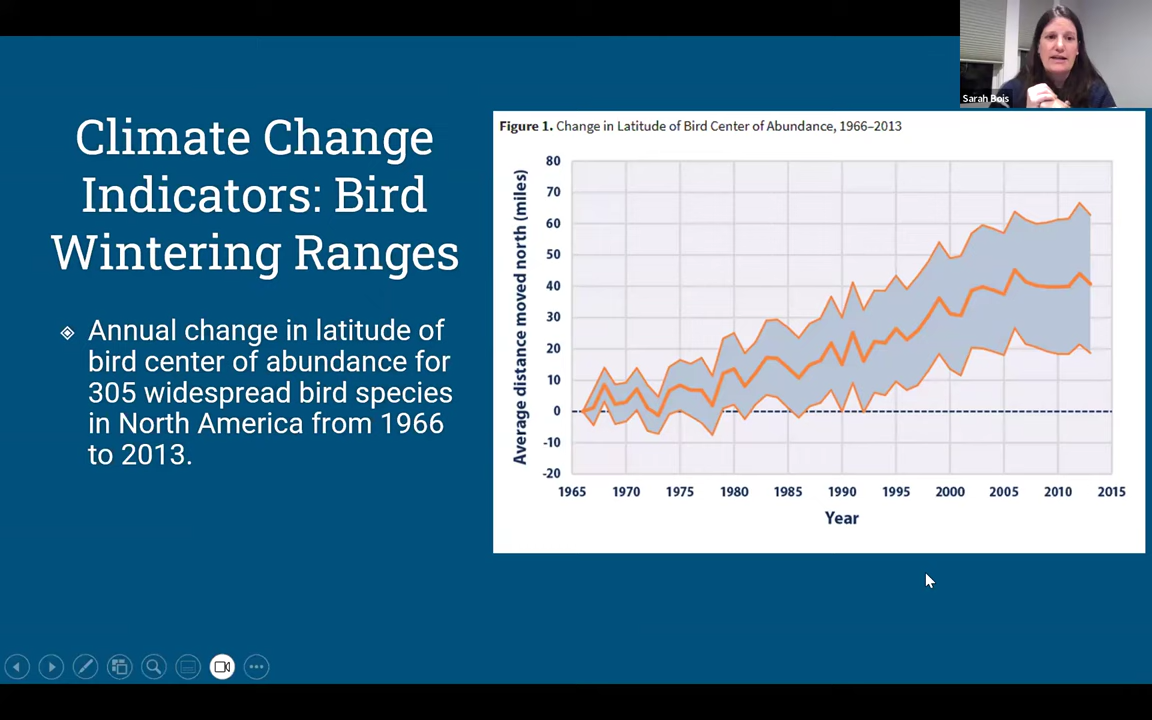 Sarah Bois
Climate Change
Indicators: Bird
Wintering Ranges
Annual change in latitude of
bird center of abundance for
305 widespread bird species
in North America from 1966
to 2013.
Figure 1. Change in Latitude of Bird Center of Abundance, 1966–2013
Average distance moved north (miles)
80
70
60
50
40
30
20
10
0
-10
-20
1965 1970 1975 1980 1985 1990 1995 2000 2005 2010 2015
Year